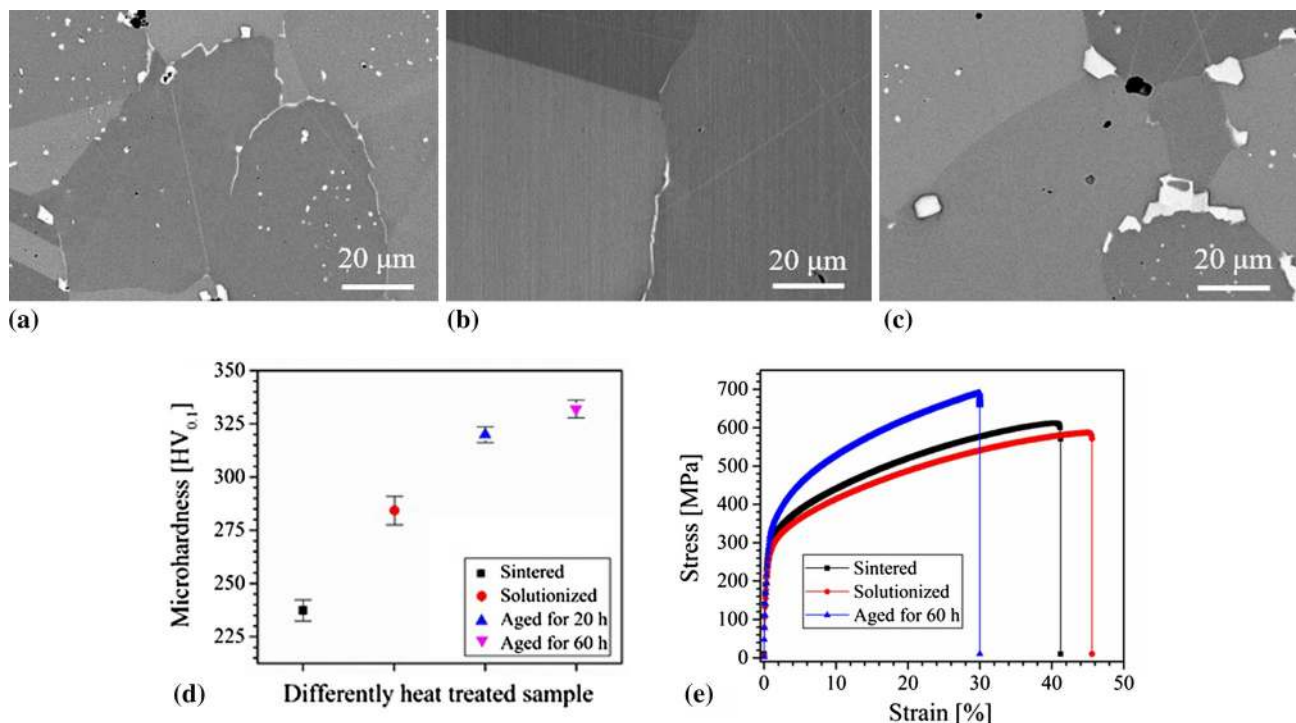 20 μm
20 μm
20 μm
(a)
(b)
(c)
350
325
300
275
250
225
Microhardness [HV0.1]
Sintered
Solutionized
Aged for 20 h
Aged for 60 h
(d)
Differently heat treated sample
700
600
500
400
300
200
100
0
Stress [MPa]
Sintered
Solutionized
Aged for 60 h
0 10 20 30 40 50
(e)
Strain [%]